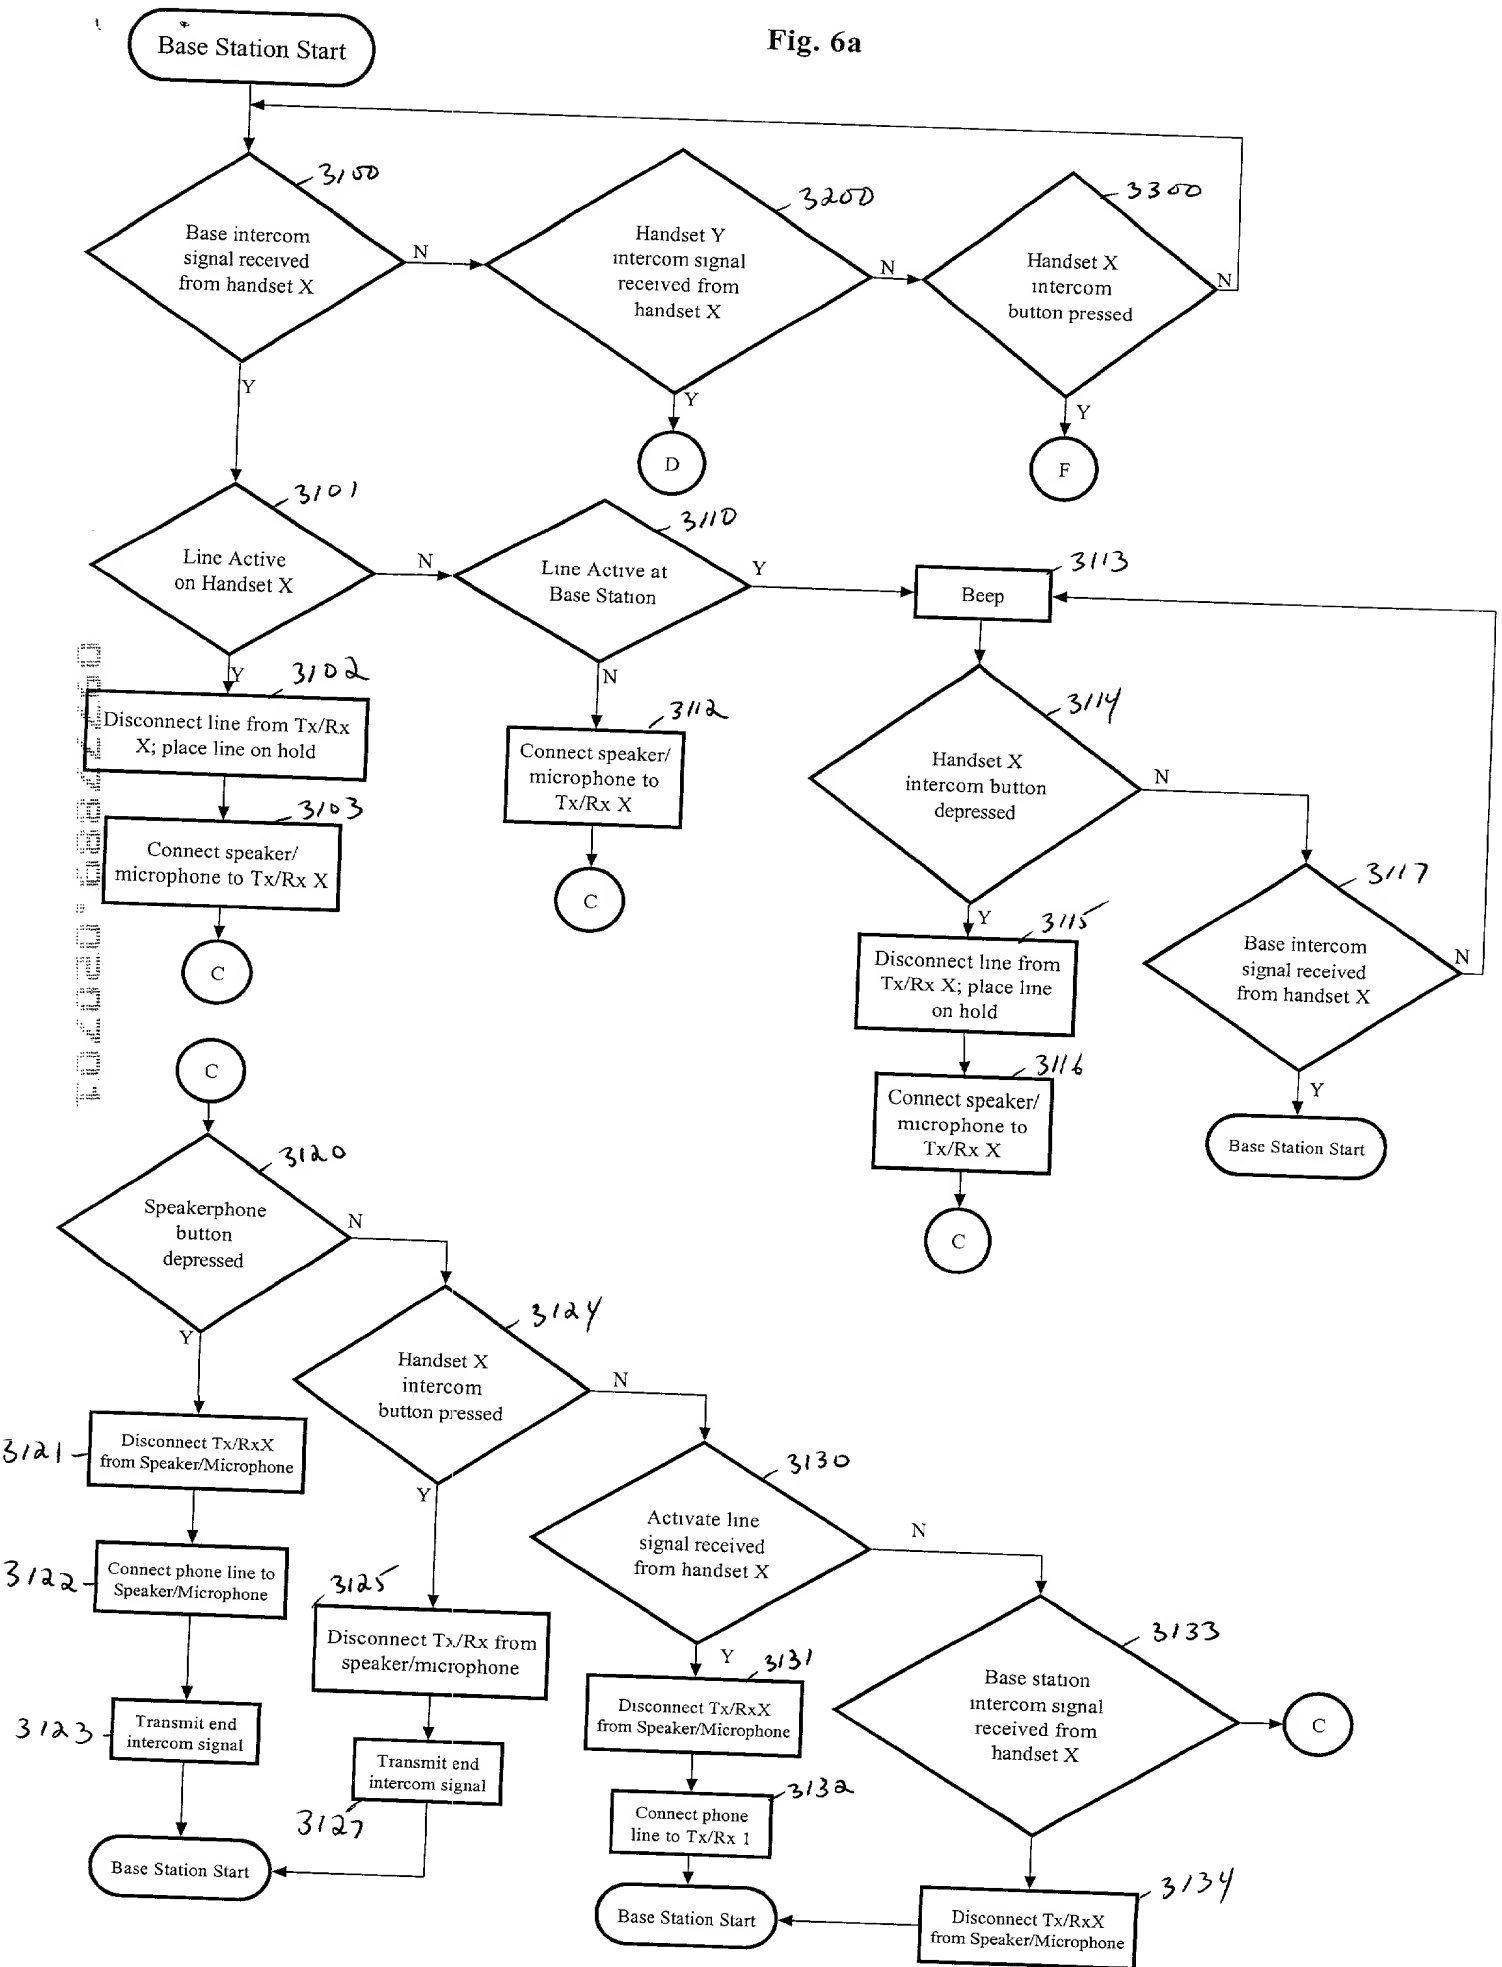 Fig. 6a
Base Station Start
3100
Base intercom
signal received
from handset X
N
Y
3200
Handset Y
intercom signal
received from
handset X
N
Y
D
3300
Handset X
intercom
button pressed
N
Y
F
3101
Line Active
on Handset X
N
Y
3110
Line Active at
Base Station
Y
N
3113
Beep
3102
Disconnect line from Tx/Rx
X; place line on hold
3103
Connect speaker/
microphone to Tx/Rx X
C
3112
Connect speaker/
microphone to
Tx/Rx X
C
3114
Handset X
intercom button
depressed
N
Y
3115
Disconnect line from
Tx/Rx X; place line
on hold
3116
Connect speaker/
microphone to
Tx/Rx X
C
3117
Base intercom
signal received
from handset X
N
Y
Base Station Start
C
3120
Speakerphone
button
depressed
N
Y
3121
Disconnect Tx/RxX
from Speaker/Microphone
3122
Connect phone line to
Speaker/Microphone
3123
Transmit end
intercom signal
Base Station Start
3124
Handset X
intercom
button pressed
N
Y
3125
Disconnect Tx/Rx from
speaker/microphone
Transmit end
intercom signal
3127
3130
Activate line
signal received
from handset X
N
Y
3131
Disconnect Tx/RxX
from Speaker/Microphone
3132
Connect phone
line to Tx/Rx 1
Base Station Start
3133
Base station
intercom signal
received from
handset X
C
3134
Disconnect Tx/RxX
from Speaker/Microphone